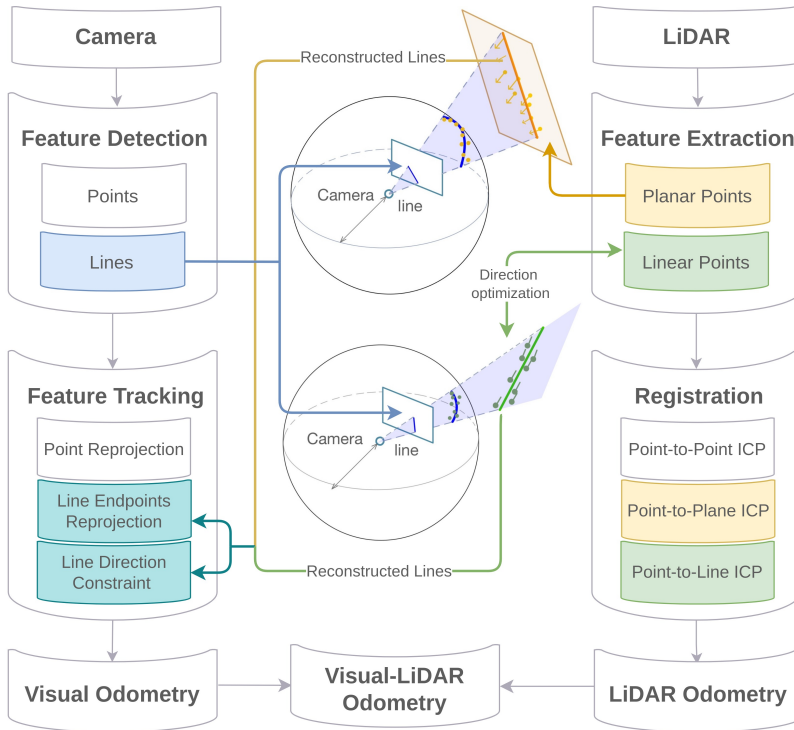 Camera
Feature Detection
Points
Lines
Feature Tracking
Point Reprojection
Line Endpoints
Reprojection
Line Direction
Constraint
Visual Odometry
Reconstructed Lines
Camera
line
Direction
optimization
Camera
line
Reconstructed Lines
Visual-LiDAR
Odometry
LiDAR
Feature Extraction
Planar Points
Linear Points
Registration
Point-to-Point ICP
Point-to-Plane ICP
Point-to-Line ICP
LiDAR Odometry